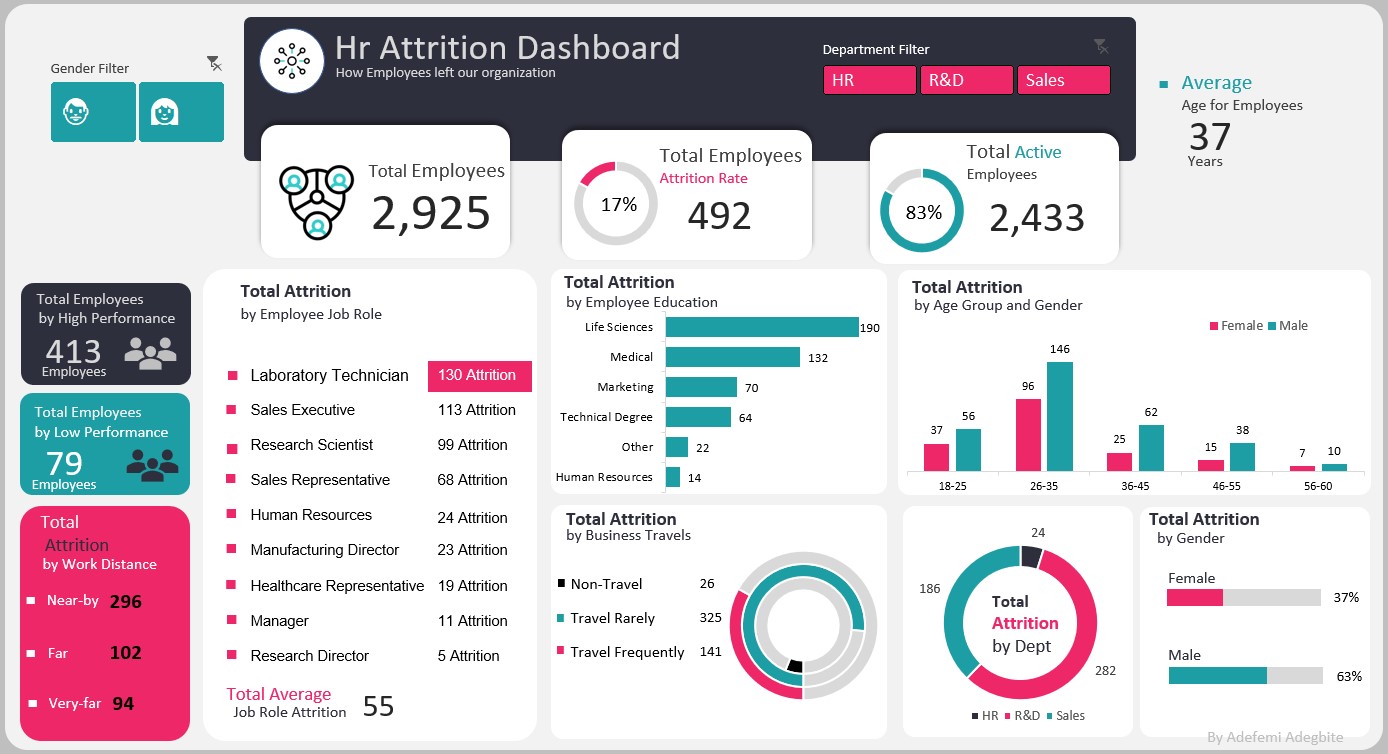 Gender Filter
Hr Attrition Dashboard
How Employees left our organization
Department Filter
HR
R&D
Sales
Average
Age for Employees
37
Years
Total Employees
2,925
17%
Total Employees
Attrition Rate
492
83%
Total Active
Employees
2,433
Total Employees
by High Performance
413
Employees
Total Employees
by Low Performance
79
Employees
Total
Attrition
by Work Distance
Near-by 296
Far 102
Very-far 94
Total Attrition
by Employee Job Role
Laboratory Technician 130 Attrition
Sales Executive 113 Attrition
Research Scientist 99 Attrition
Sales Representative 68 Attrition
Human Resources 24 Attrition
Manufacturing Director 23 Attrition
Healthcare Representative 19 Attrition
Manager 11 Attrition
Research Director 5 Attrition
Total Average
Job Role Attrition 55
Total Attrition
by Employee Education
Life Sciences 190
Medical 132
Marketing 70
Technical Degree 64
Other 22
Human Resources 14
Total Attrition
by Age Group and Gender
Female Male
37 56 96 146 25 62 15 38 7 10
18-25 26-35 36-45 46-55 56-60
Total Attrition
by Business Travels
Non-Travel 26
Travel Rarely 325
Travel Frequently 141
24
186
282
Total
Attrition
by Dept
HR R&D Sales
Total Attrition
by Gender
Female
37%
Male
63%
By Adefemi Adegbite